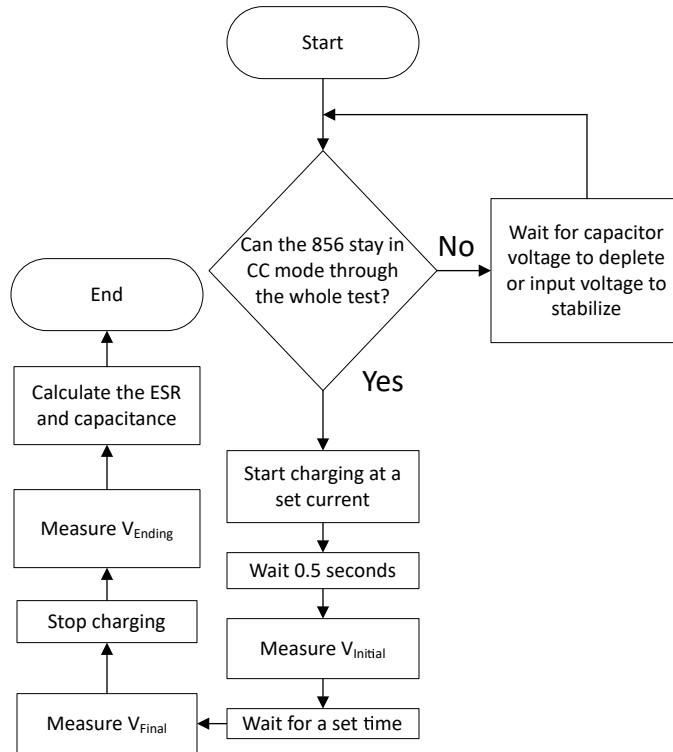 Start
Can the 856 stay in
CC mode through
the whole test?
No
Wait for capacitor
voltage to deplete
or input voltage to
stabilize
Yes
Start charging at a
set current
Wait 0.5 seconds
Measure VInitial
Wait for a set time
Measure VFinal
Stop charging
Measure VEnding
Calculate the ESR
and capacitance
End